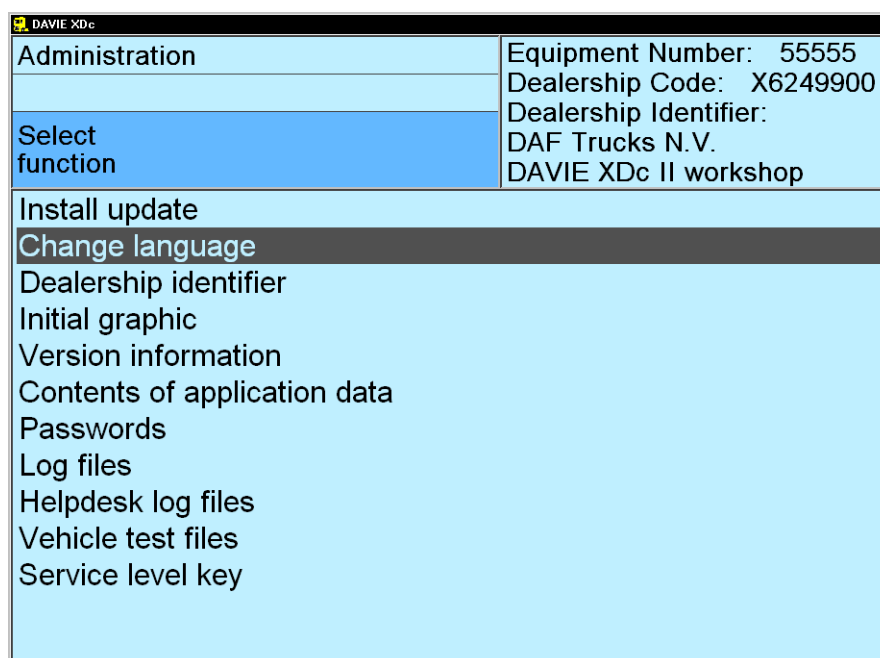 DAVIE XDc
Administration
Equipment Number: 55555
Dealership Code: X6249900
Dealership Identifier:
DAF Trucks N.V.
DAVIE XDc II workshop
Select
function
Install update
Change language
Dealership identifier
Initial graphic
Version information
Contents of application data
Passwords
Log files
Helpdesk log files
Vehicle test files
Service level key